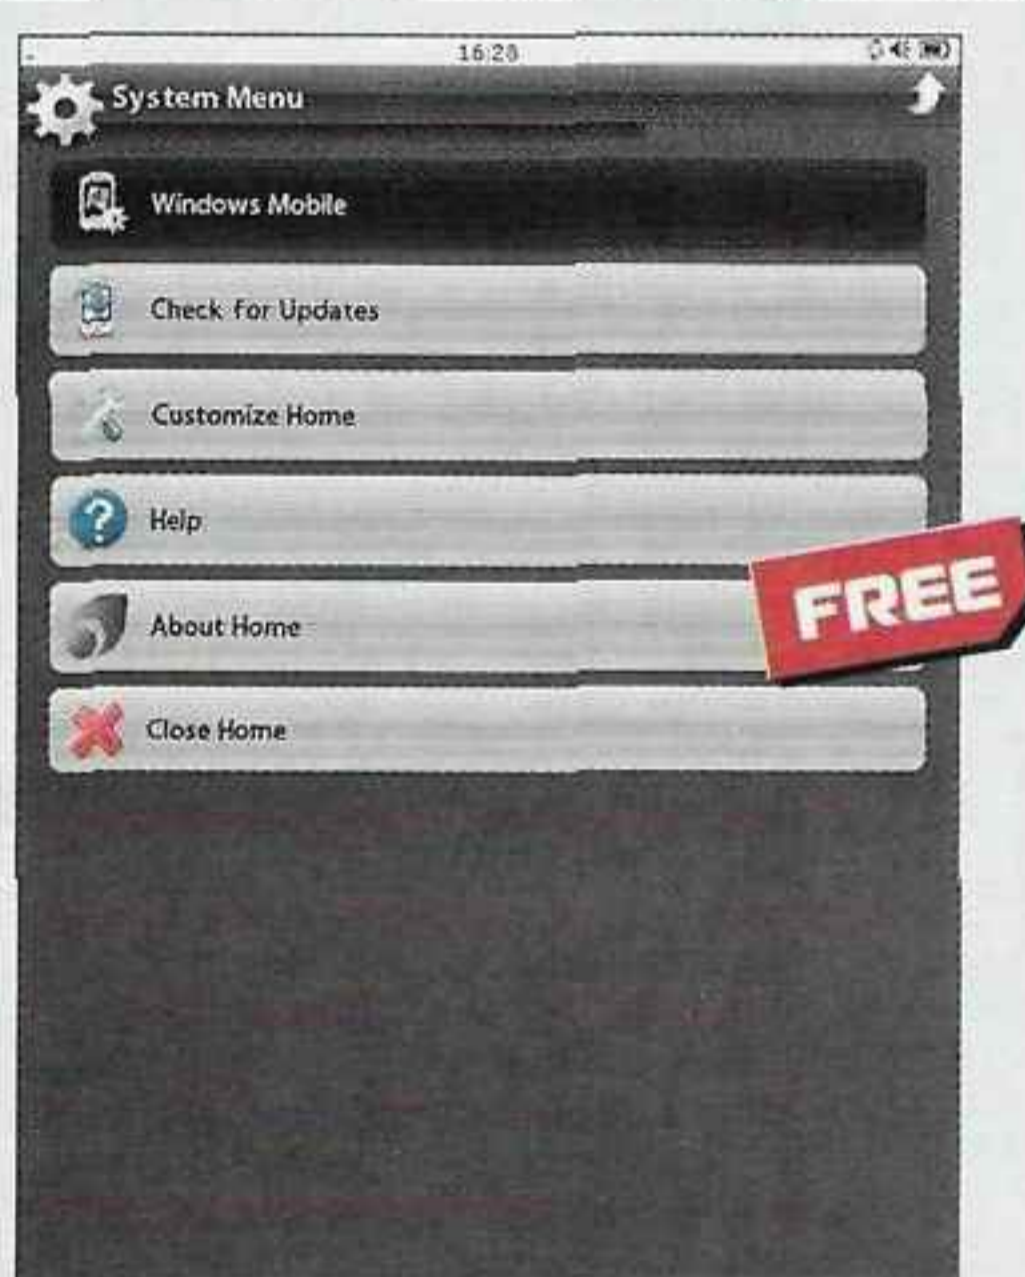 16:28
System Menu
Windows Mobile
Check for Updates
Customize Home
Help
FREE
About Home
Close Home